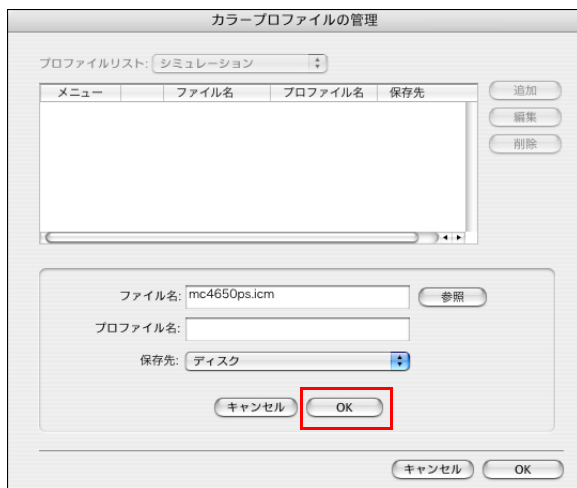 カラープロファイルの管理
プロファイルリスト: シミュレーション
メニュー ファイル名 プロファイル名 保存先
追加
編集
削除
ファイル名: mc4650ps.icm 参照
プロファイル名:
保存先: ディスク
キャンセル OK
キャンセル OK